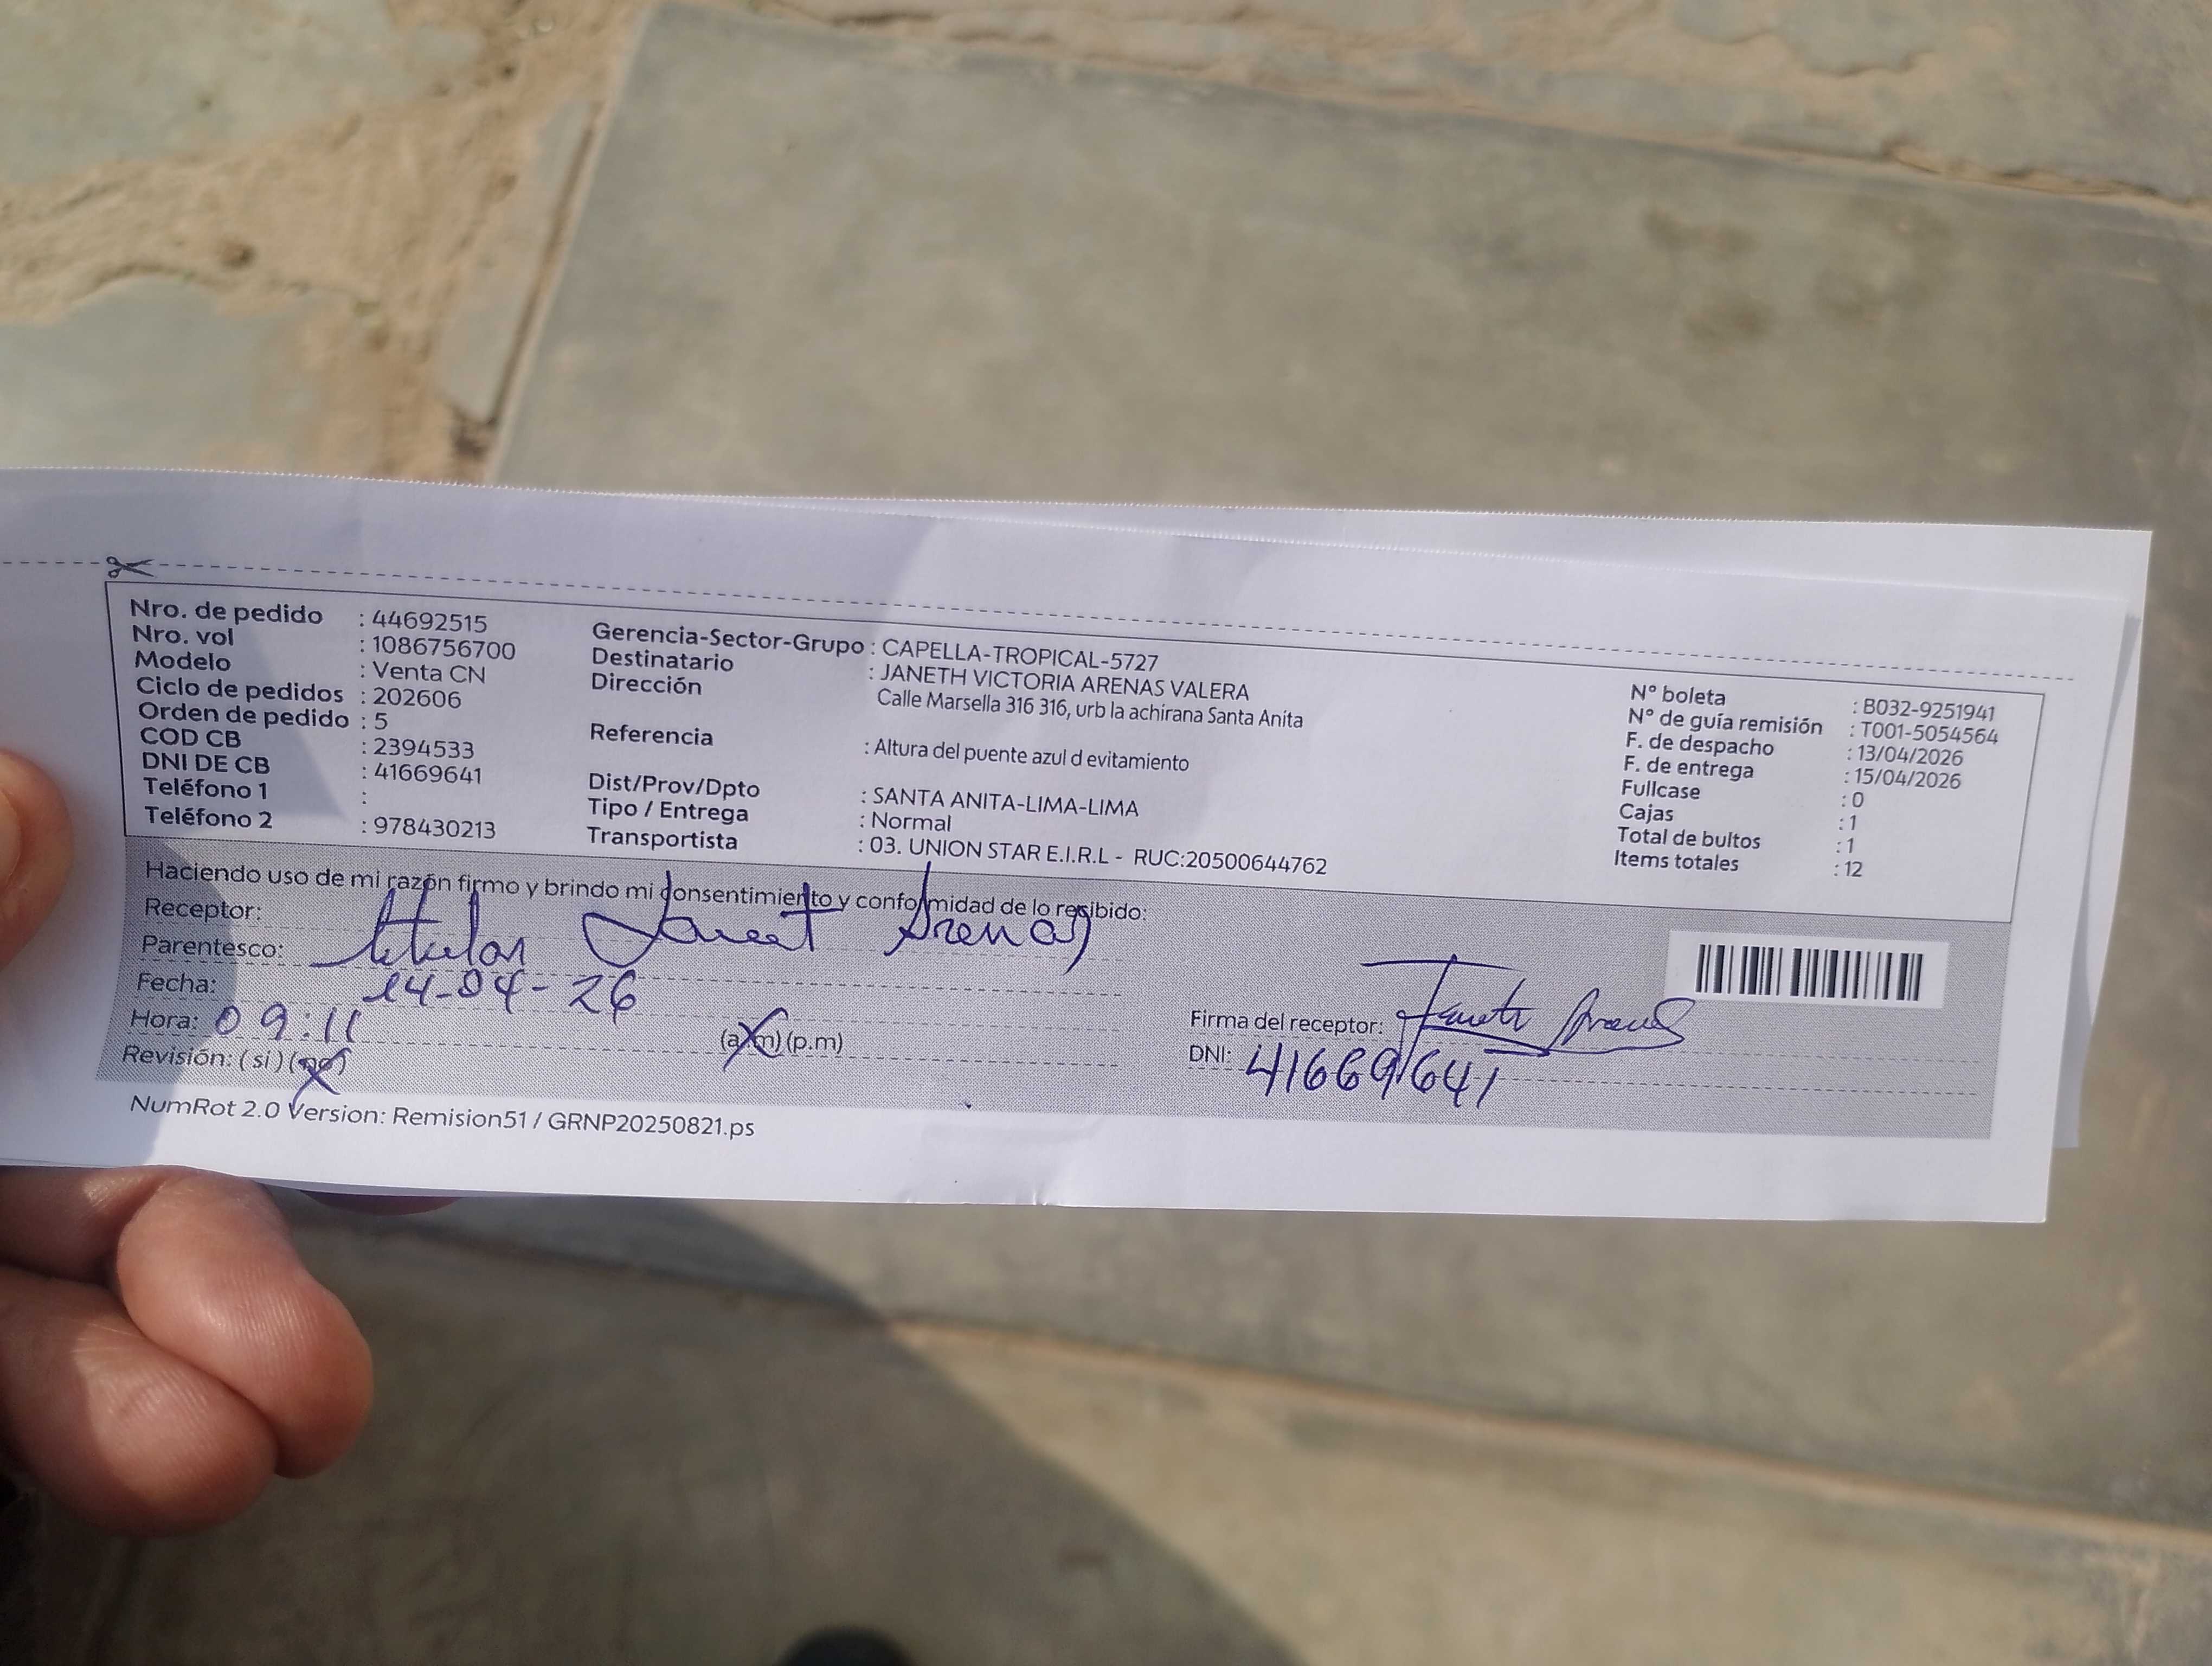 Nro. de pedido : 44692515
Nro. vol : 1086756700
Modelo : Venta CN
Ciclo de pedidos : 202606
Orden de pedido : 5
COD CB : 2394533
DNI DE CB : 41669641
Teléfono 1 :
Teléfono 2 : 978430213
Gerencia-Sector-Grupo : CAPELLA-TROPICAL-5727
Destinatario : JANETH VICTORIA ARENAS VALERA
Dirección Calle Marsella 316 316, urb la achirana Santa Anita
Referencia : Altura del puente azul d evitamiento
Dist/Prov/Dpto : SANTA ANITA-LIMA-LIMA
Tipo / Entrega : Normal
Transportista : 03. UNION STAR E.I.R.L - RUC:20500644762
N° boleta : B032-9251941
N° de guía remisión : T001-5054564
F. de despacho : 13/04/2026
F. de entrega : 15/04/2026
Fullcase : 0
Cajas : 1
Total de bultos : 1
Items totales : 12
Haciendo uso de mi razón firmo y brindo mi consentimiento y conformidad de lo recibido:
Receptor: Janeet Arenas
Parentesco: titular
Fecha: 14-04-26
Hora: 09:11 (a.m) (p.m)
Revisión: (si) (no)
Firma del receptor: Janeth Arenas
DNI: 41669641
NumRot 2.0 Version: Remision51 / GRNP20250821.ps